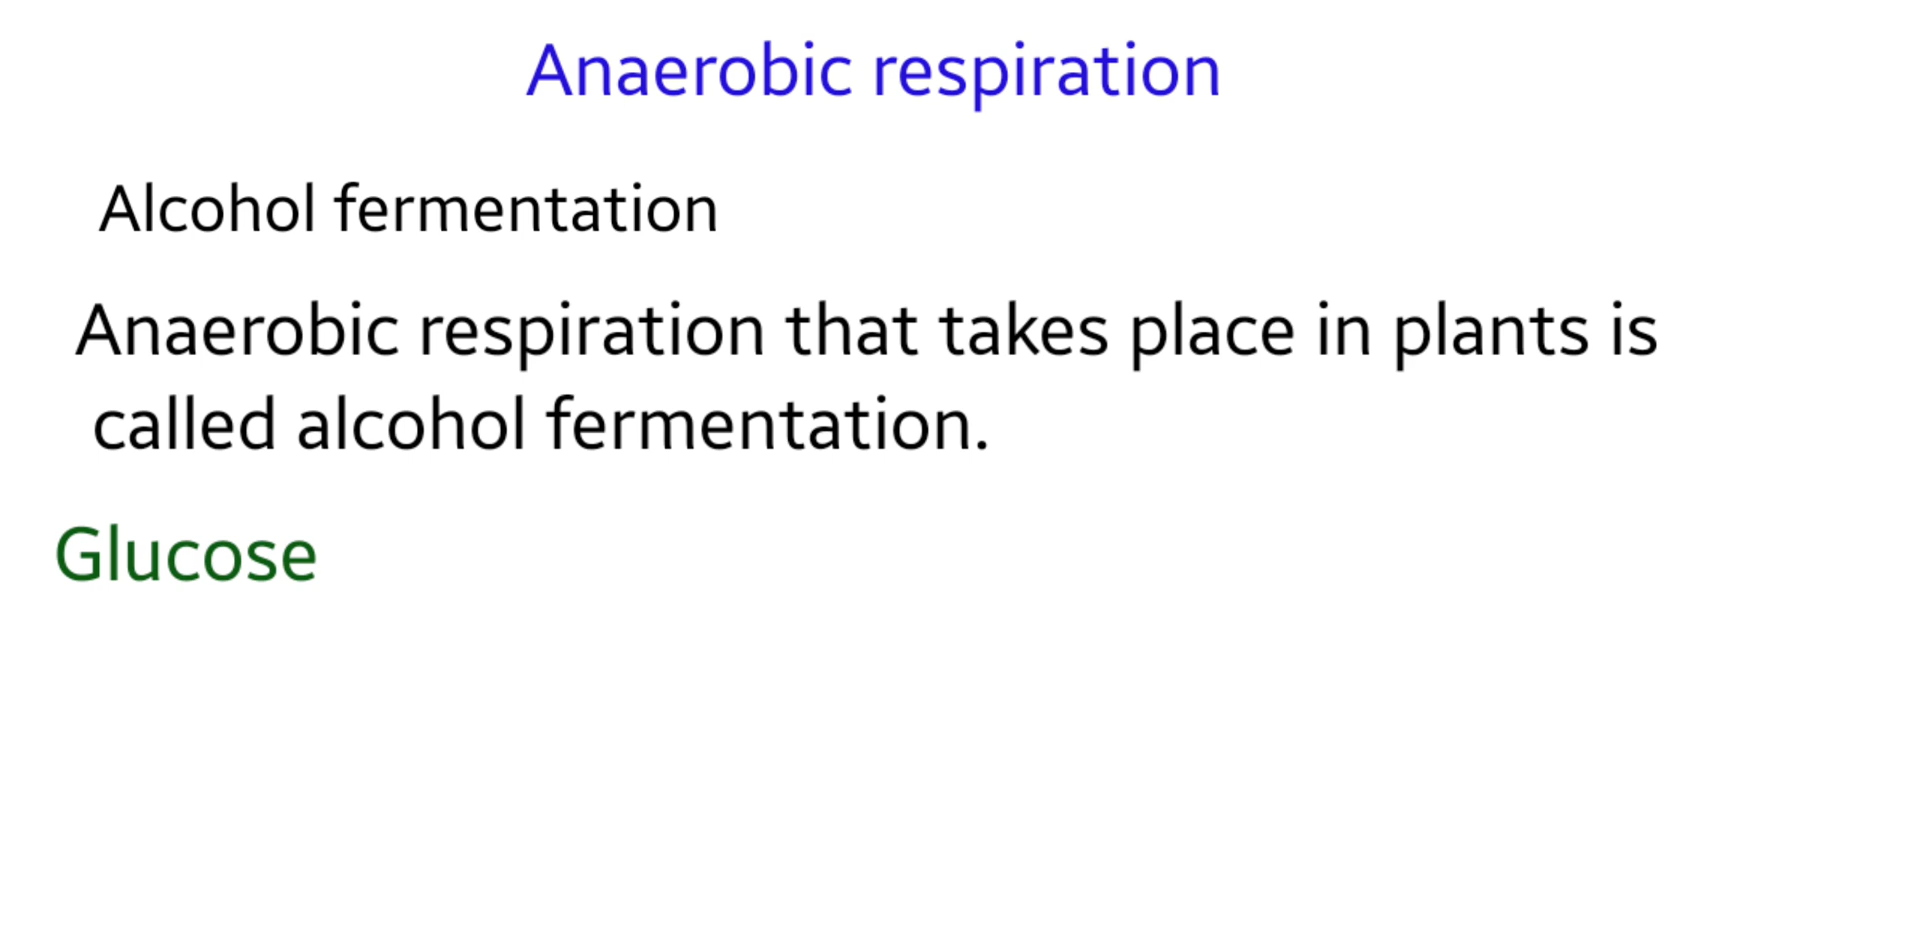 Anaerobic respiration
Alcohol fermentation
Anaerobic respiration that takes place in plants is
called alcohol fermentation.
Glucose